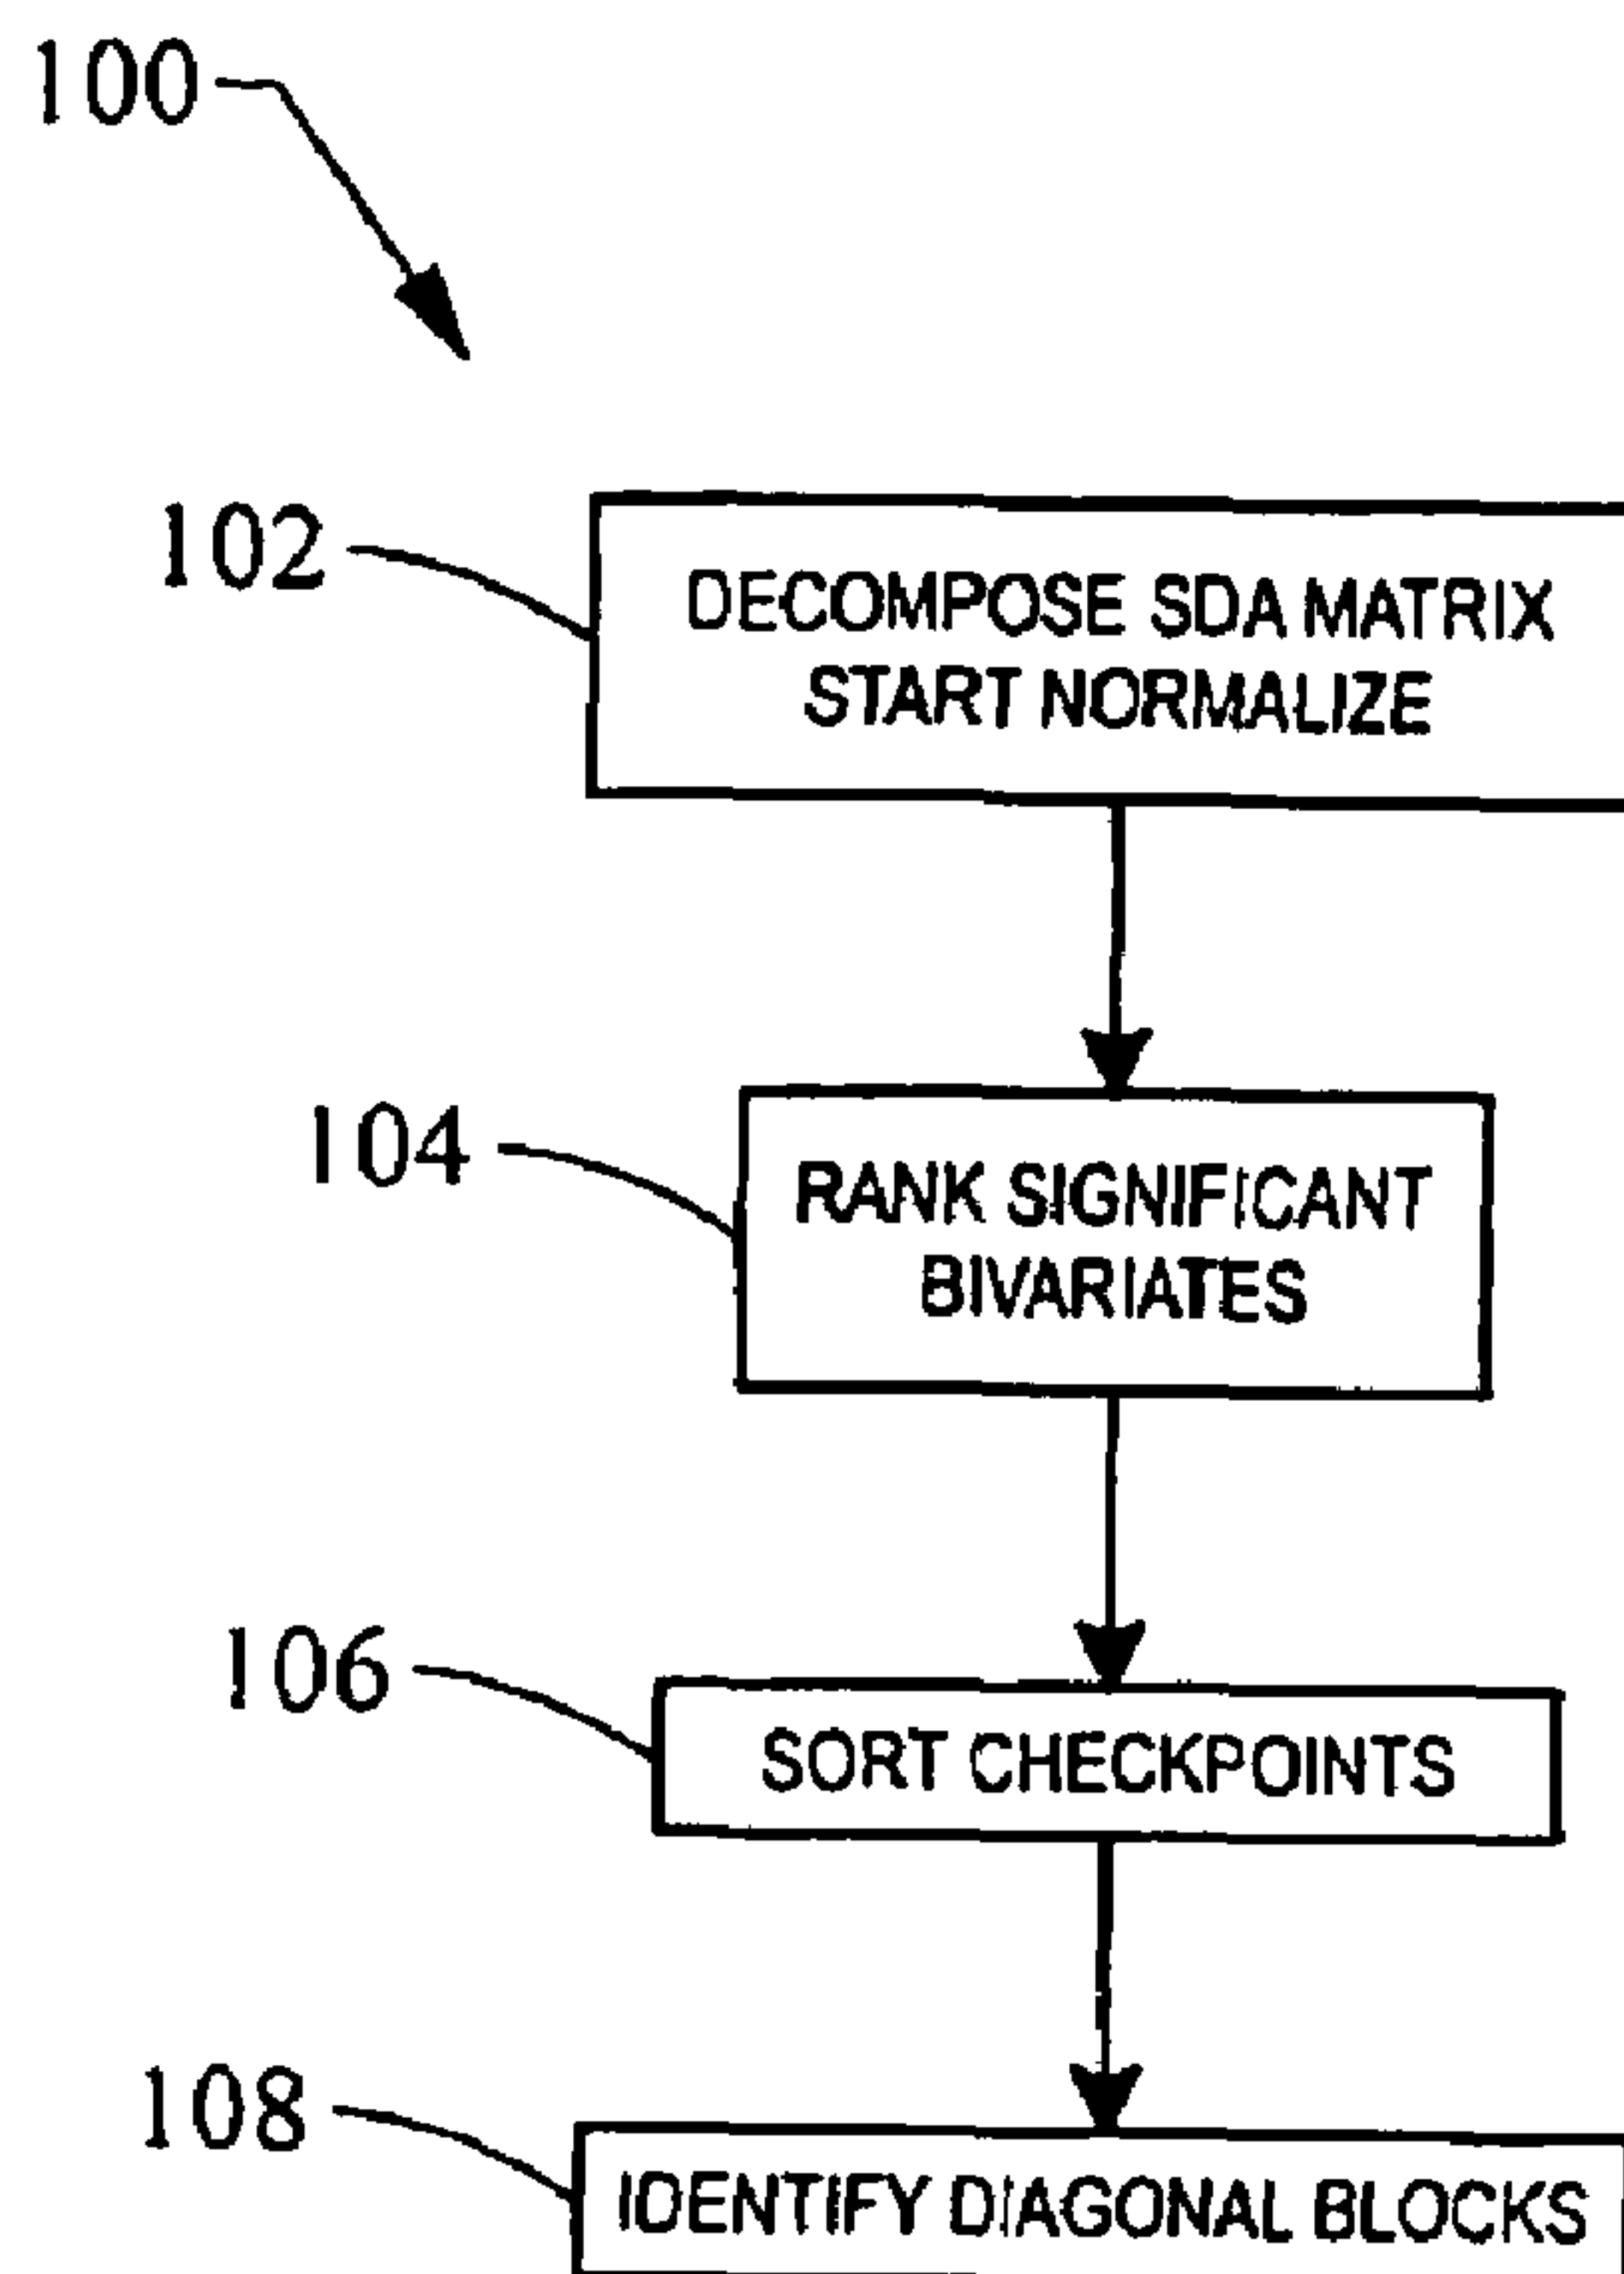 100
102
DECOMPOSE SDA MATRIX
START NORMALIZE
104
RANK SIGNIFICANT
BIVARIATES
106
SORT CHECKPOINTS
108
IDENTIFY DIAGONAL BLOCKS